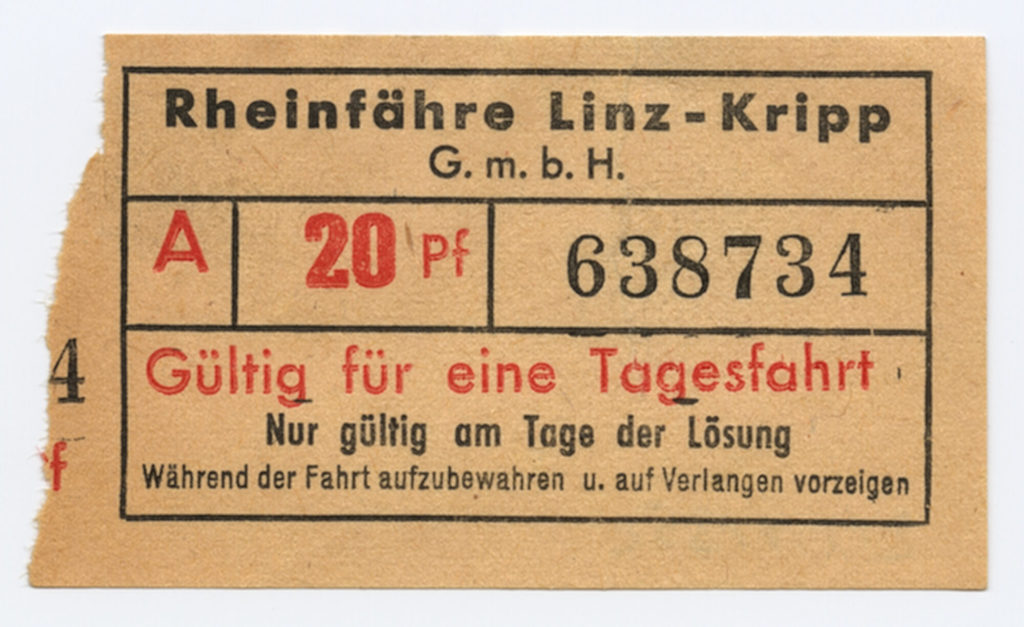 Rheinfähre Linz-Kripp
G. m. b. H.
A 20 Pf 638734
4
f
Gültig für eine Tagesfahrt
Nur gültig am Tage der Lösung
Während der Fahrt aufzubewahren u. auf Verlangen vorzeigen